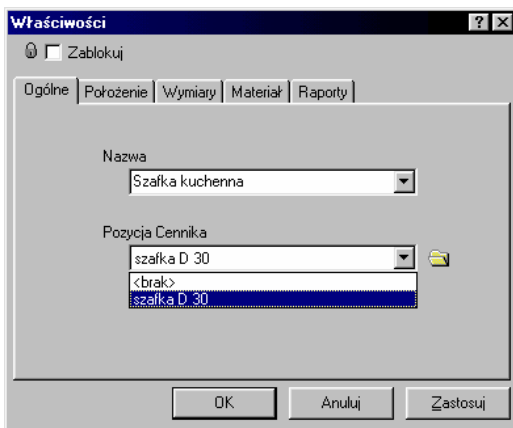 Właściwości
Zablokuj
Ogólne Położenie Wymiary Materiał Raporty
Nazwa
Szafka kuchenna
Pozycja Cennika
szafka D 30
<brak>
szafka D 30
OK Anuluj Zastosuj